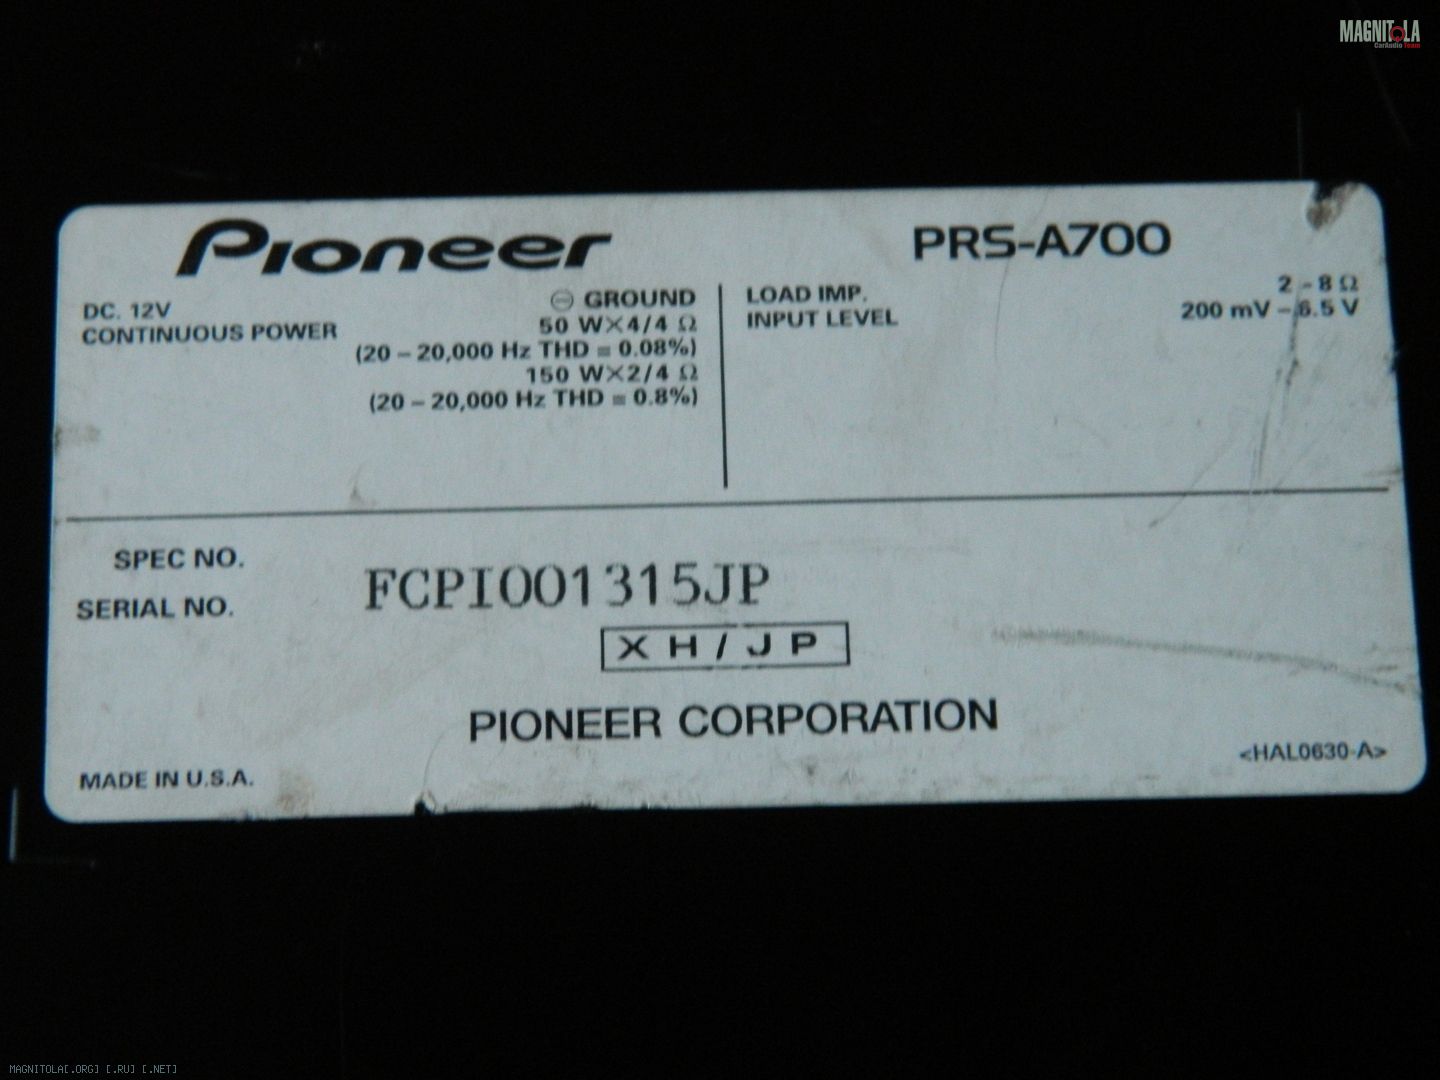 MAGNITOLA
CarAudio Team
Pioneer
PRS-A700
DC. 12V
⊖ GROUND
CONTINUOUS POWER
50 W×4/4 Ω
(20 – 20,000 Hz THD = 0.08%)
150 W×2/4 Ω
(20 – 20,000 Hz THD = 0.8%)
LOAD IMP.
2 – 8 Ω
INPUT LEVEL
200 mV – 6.5 V
SPEC NO.
SERIAL NO.
FCPI001315JP
XH/JP
PIONEER CORPORATION
<HAL0630-A>
MADE IN U.S.A.
MAGNITOLA[.ORG] [.RU] [.NET]